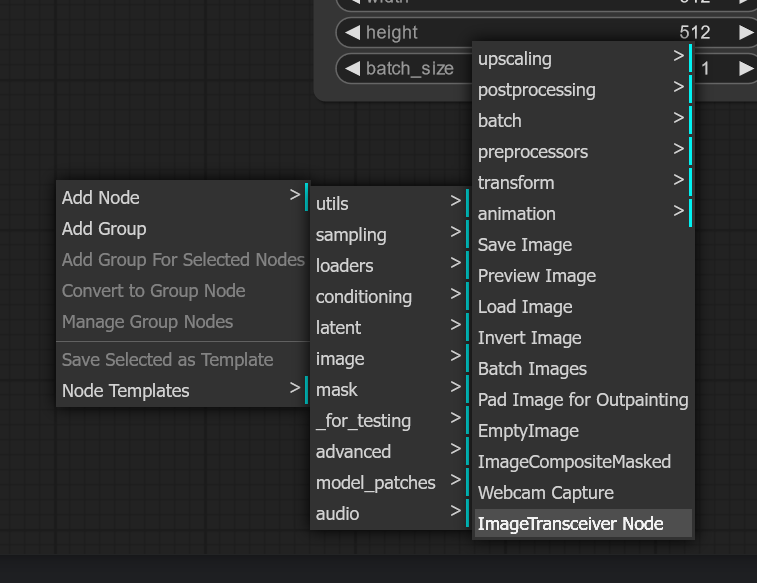 width 512
height 512
batch_size 1
Add Node >
Add Group
Add Group For Selected Nodes
Convert to Group Node
Manage Group Nodes
Save Selected as Template
Node Templates >
utils >
sampling >
loaders >
conditioning >
latent >
image >
mask >
_for_testing >
advanced >
model_patches >
audio >
upscaling >
postprocessing >
batch >
preprocessors >
transform >
animation >
Save Image
Preview Image
Load Image
Invert Image
Batch Images
Pad Image for Outpainting
EmptyImage
ImageCompositeMasked
Webcam Capture
ImageTransceiver Node